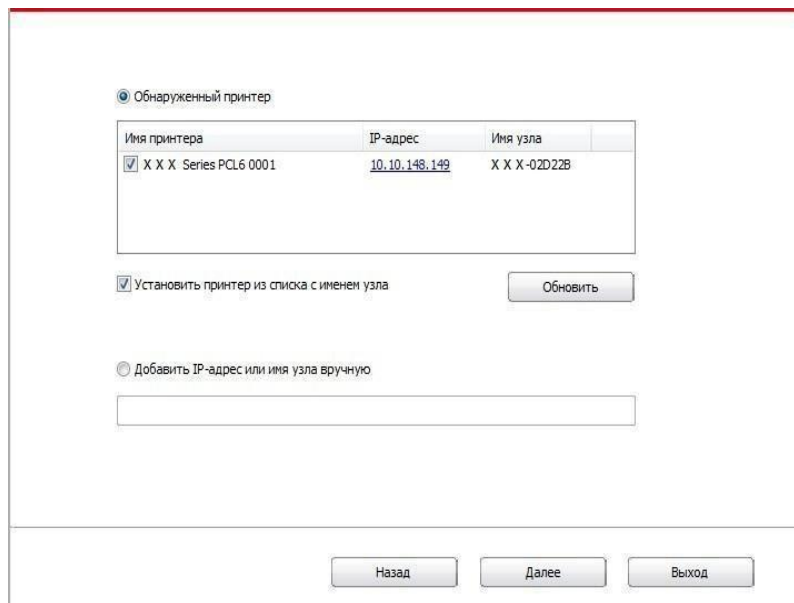 Обнаруженный принтер
Имя принтера IP-адрес Имя узла
X X X Series PCL6 0001 10.10.148.149 X X X-02D22B
Установить принтер из списка с именем узла Обновить
Добавить IP-адрес или имя узла вручную
Назад Далее Выход